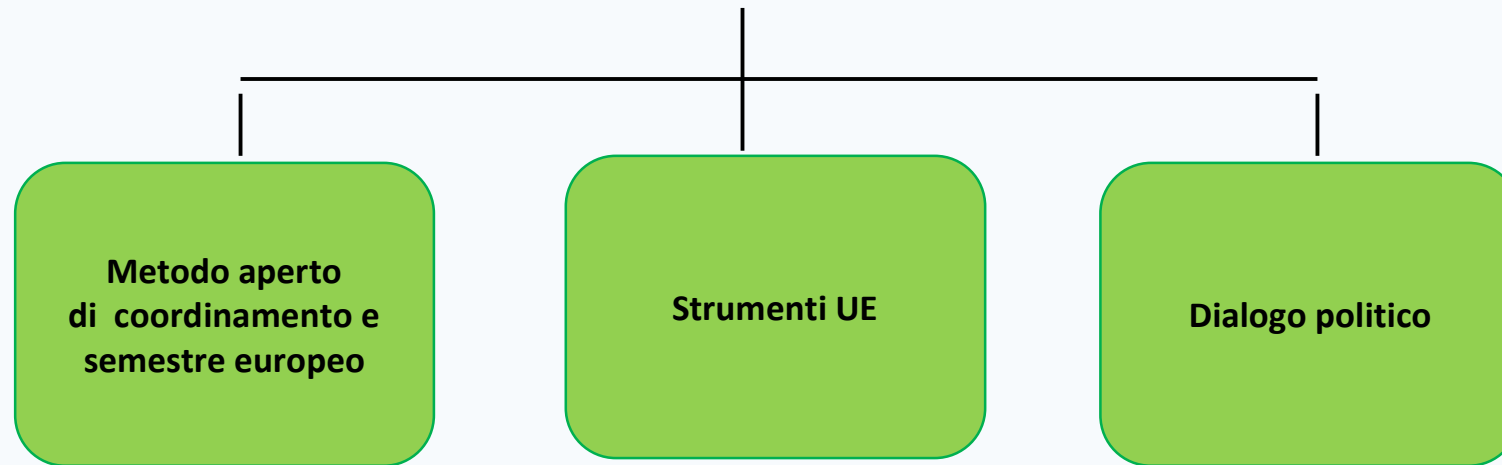 Metodo aperto
di coordinamento e
semestre europeo
Strumenti UE
Dialogo politico